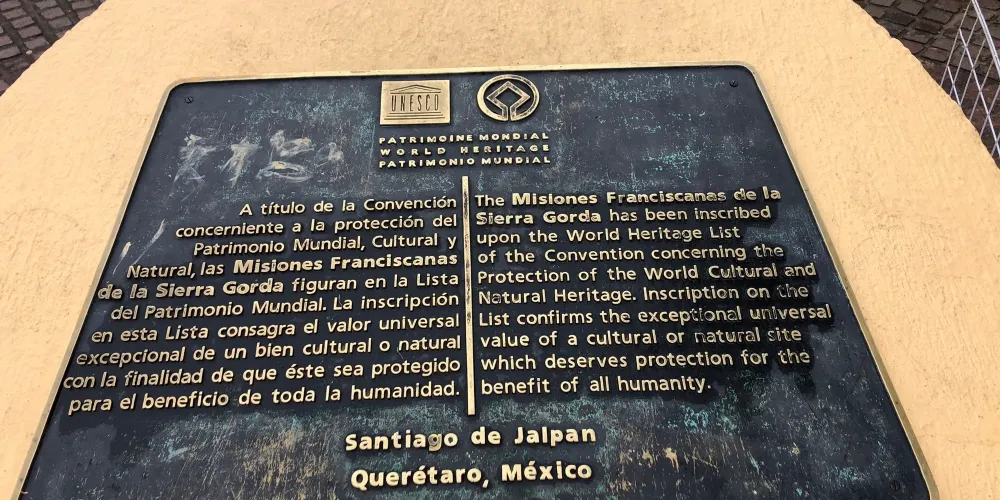 UNESCO
PATRIMOINE MONDIAL
WORLD HERITAGE
PATRIMONIO MUNDIAL
A título de la Convención
concerniente a la protección del
Patrimonio Mundial, Cultural y
Natural, las Misiones Franciscanas
de la Sierra Gorda figuran en la Lista
del Patrimonio Mundial. La inscripción
en esta Lista consagra el valor universal
excepcional de un bien cultural o natural
con la finalidad de que éste sea protegido
para el beneficio de toda la humanidad.
The Misiones Franciscanas de la
Sierra Gorda has been inscribed
upon the World Heritage List
of the Convention concerning the
Protection of the World Cultural and
Natural Heritage. Inscription on the
List confirms the exceptional universal
value of a cultural or natural site
which deserves protection for the
benefit of all humanity.
Santiago de Jalpan
Querétaro, México